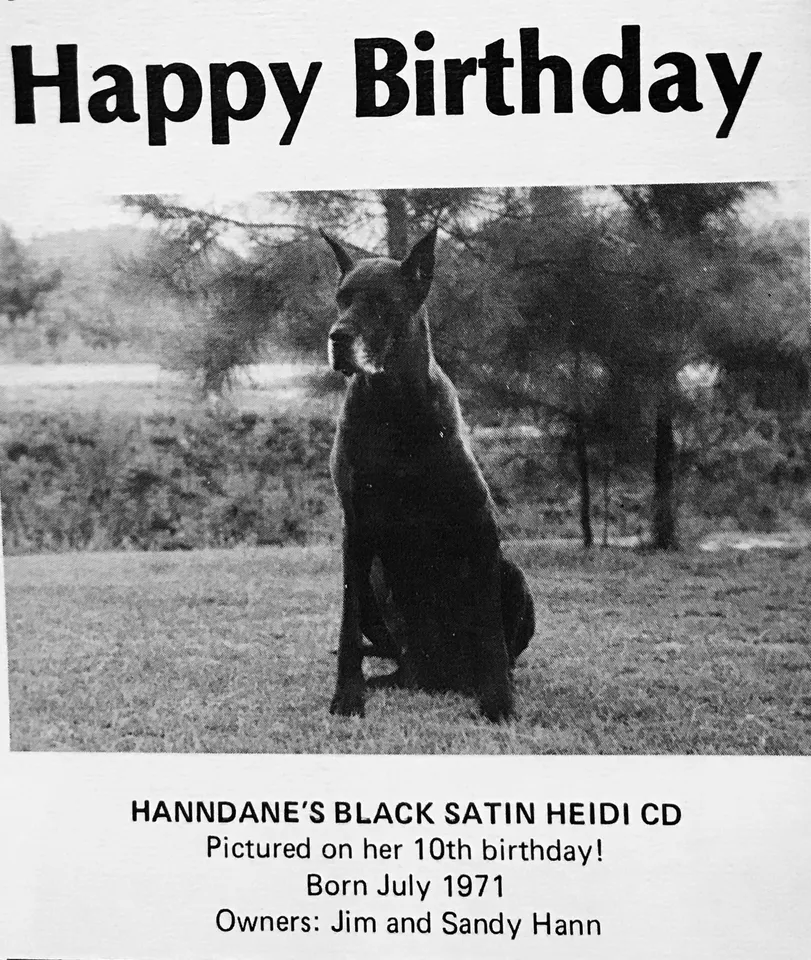 Happy Birthday
HANNDANE'S BLACK SATIN HEIDI CD
Pictured on her 10th birthday!
Born July 1971
Owners: Jim and Sandy Hann